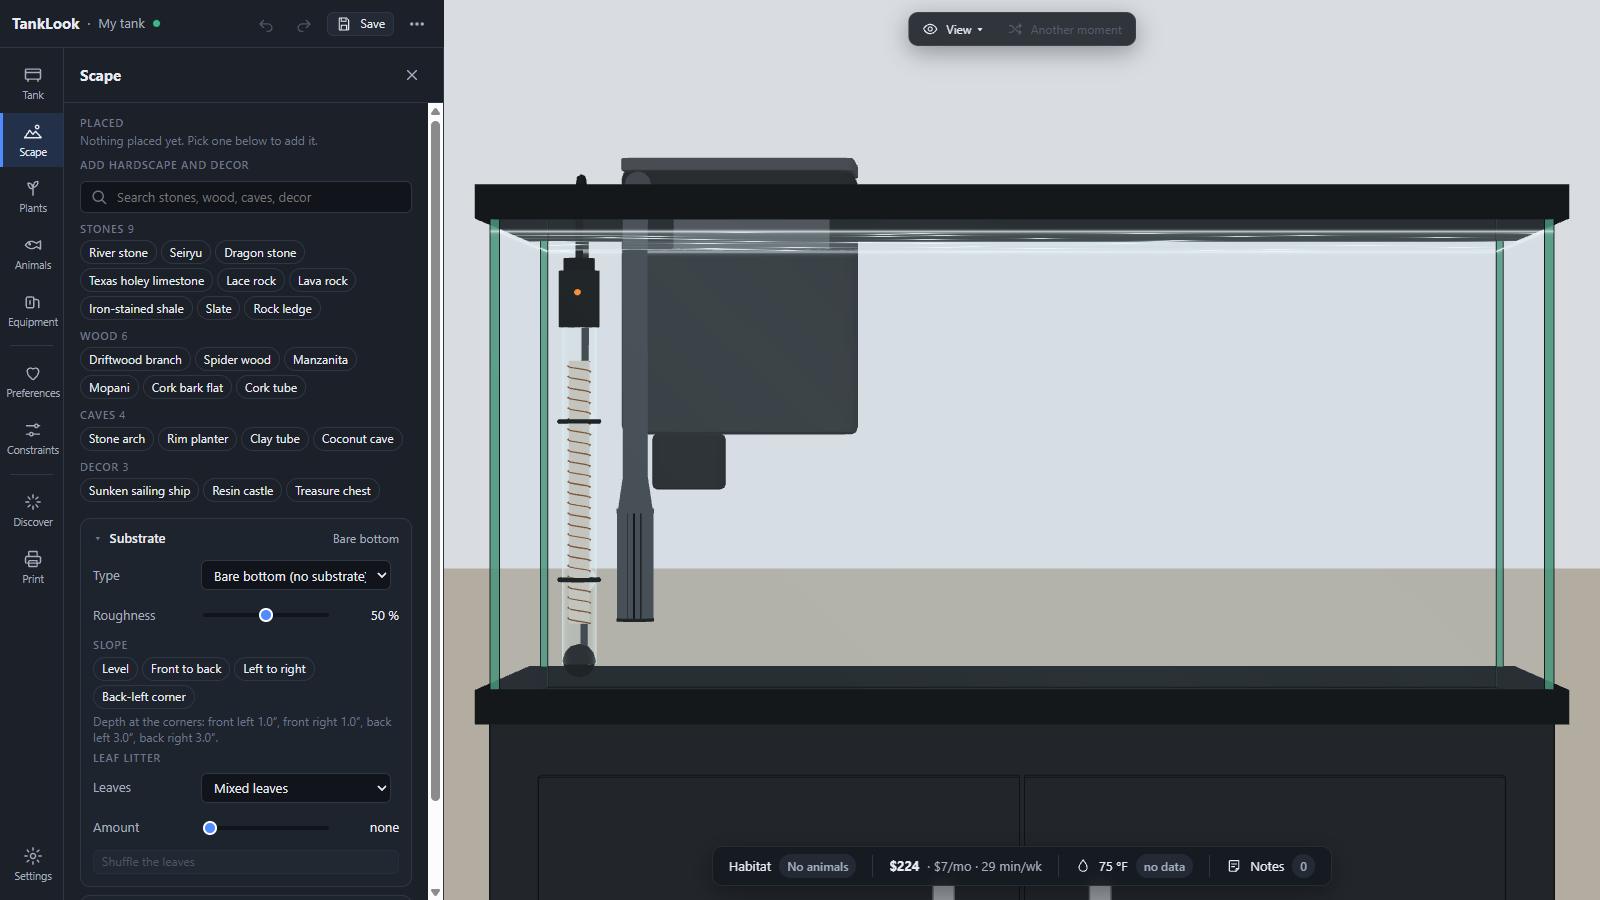 TankLook · My tank
Save
View
Another moment
Tank
Scape
Plants
Animals
Equipment
Preferences
Constraints
Discover
Print
Settings
Scape
PLACED
Nothing placed yet. Pick one below to add it.
ADD HARDSCAPE AND DECOR
Search stones, wood, caves, decor
STONES 9
River stone Seiryu Dragon stone
Texas holey limestone Lace rock Lava rock
Iron-stained shale Slate Rock ledge
WOOD 6
Driftwood branch Spider wood Manzanita
Mopani Cork bark flat Cork tube
CAVES 4
Stone arch Rim planter Clay tube Coconut cave
DECOR 3
Sunken sailing ship Resin castle Treasure chest
Substrate Bare bottom
Type Bare bottom (no substrate)
Roughness 50 %
SLOPE
Level Front to back Left to right
Back-left corner
Depth at the corners: front left 1.0", front right 1.0", back
left 3.0", back right 3.0".
LEAF LITTER
Leaves Mixed leaves
Amount none
Shuffle the leaves
Habitat No animals $224 · $7/mo · 29 min/wk 75 °F no data Notes 0